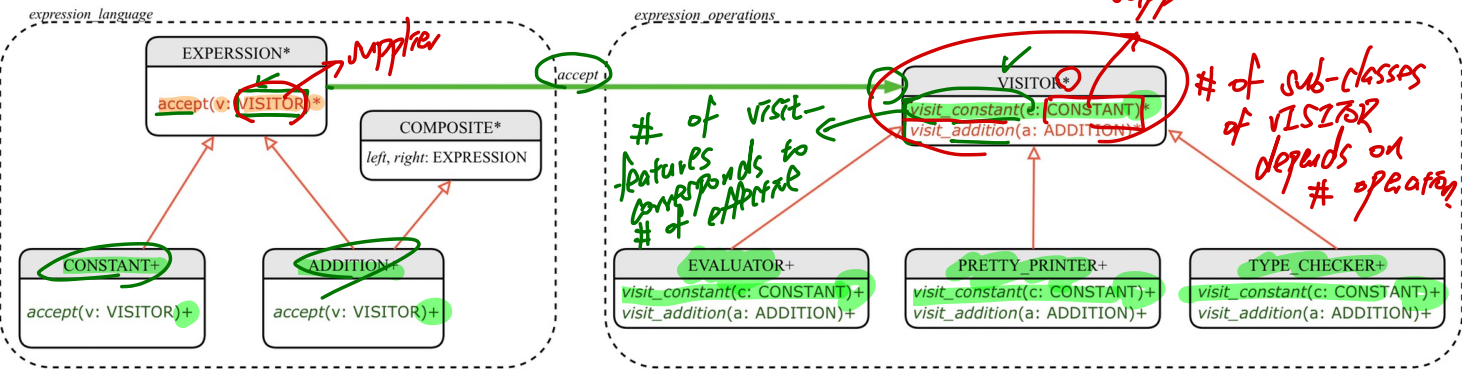 expression_language
EXPERSSION*
accept(v: VISITOR)*
supplier
accept
COMPOSITE*
left, right: EXPRESSION
CONSTANT+
accept(v: VISITOR)+
ADDITION+
accept(v: VISITOR)+
expression_operations
VISITOR*
visit_constant(c: CONSTANT)*
visit_addition(a: ADDITION)*
# of visit-
features
corresponds to
# of effective
# of sub-classes
of VISITOR
depends on
# operation.
EVALUATOR+
visit_constant(c: CONSTANT)+
visit_addition(a: ADDITION)+
PRETTY_PRINTER+
visit_constant(c: CONSTANT)+
visit_addition(a: ADDITION)+
TYPE_CHECKER+
visit_constant(c: CONSTANT)+
visit_addition(a: ADDITION)+